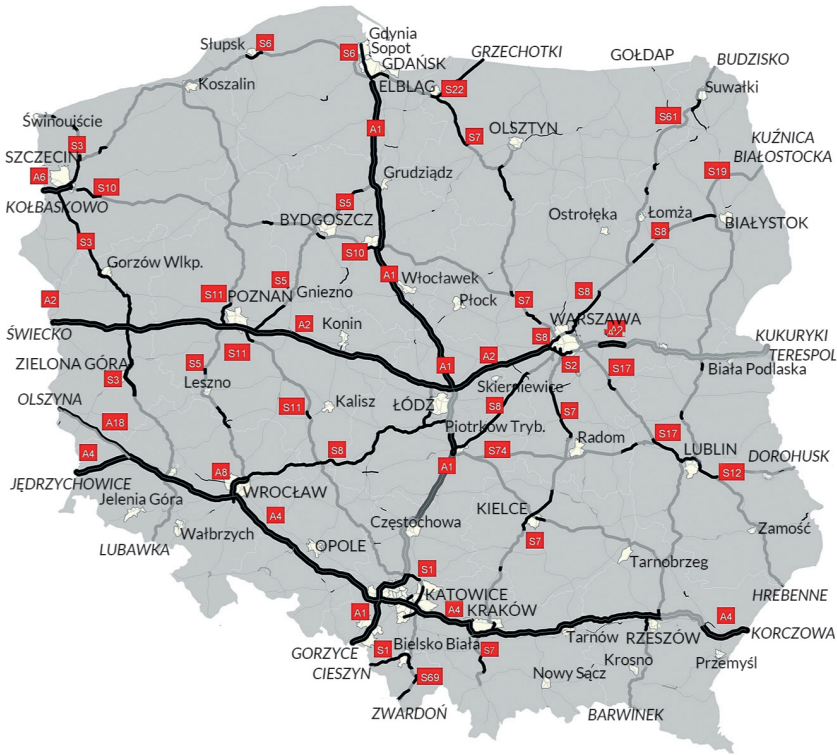 Gdynia
Sopot
GDAŃSK
Słupsk
S6
S6
GRZECHOTKI
GOŁDAP
BUDZISKO
Koszalin
ELBLĄG
S22
Suwałki
Świnoujście
S3
A1
S7
OLSZTYN
S61
KUŹNICA
BIAŁOSTOCKA
SZCZECIN
A6
S10
KOŁBASKOWO
Grudziądz
S19
S5
BYDGOSZCZ
S10
Ostrołęka
Łomża
BIAŁYSTOK
S8
S3
Gorzów Wlkp.
S5
A1
Włocławek
Gniezno
S11
POZNAŃ
A2
Płock
S7
S8
ŚWIECKO
A2
Konin
WARSZAWA
S8
KUKURYKI
TERESPOL
ZIELONA GÓRA
S3
S5
S11
Leszno
A1
A2
S2
S17
Biała Podlaska
Skierniewice
OLSZYNA
A18
S11
Kalisz
ŁÓDŹ
S8
S7
Piotrków Tryb.
A4
S8
A1
S74
Radom
S17
LUBLIN
DOROHUSK
S12
JĘDRZYCHOWICE
A8
WROCŁAW
Jelenia Góra
A4
Wałbrzych
LUBAWKA
Częstochowa
KIELCE
S7
Zamość
OPOLE
Tarnobrzeg
S1
HREBENNE
KATOWICE
A1
A4
KRAKÓW
A4
KORCZOWA
Tarnów
RZESZÓW
GORZYCE
S1
Bielsko Biała
S7
CIESZYN
S69
Krosno
Przemyśl
Nowy Sącz
ZWARDOŃ
BARWINEK